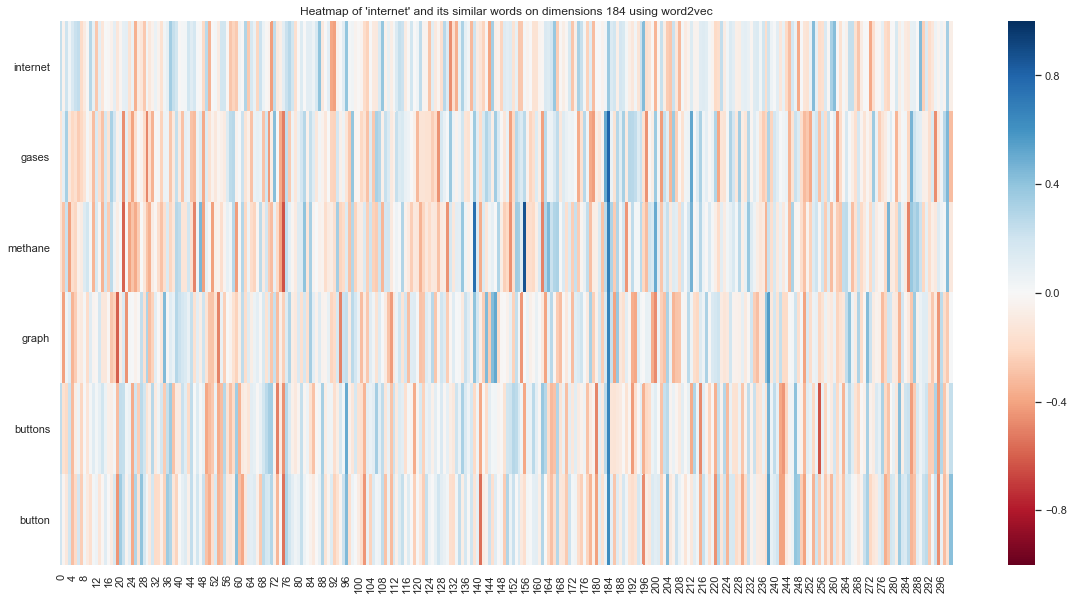 Heatmap of 'internet' and its similar words on dimensions 184 using word2vec
internet
gases
methane
graph
buttons
button
0.8
0.4
0.0
−0.4
−0.8
0 4 8 12 16 20 24 28 32 36 40 44 48 52 56 60 64 68 72 76 80 84 88 92 96 100 104 108 112 116 120 124 128 132 136 140 144 148 152 156 160 164 168 172 176 180 184 188 192 196 200 204 208 212 216 220 224 228 232 236 240 244 248 252 256 260 264 268 272 276 280 284 288 292 296